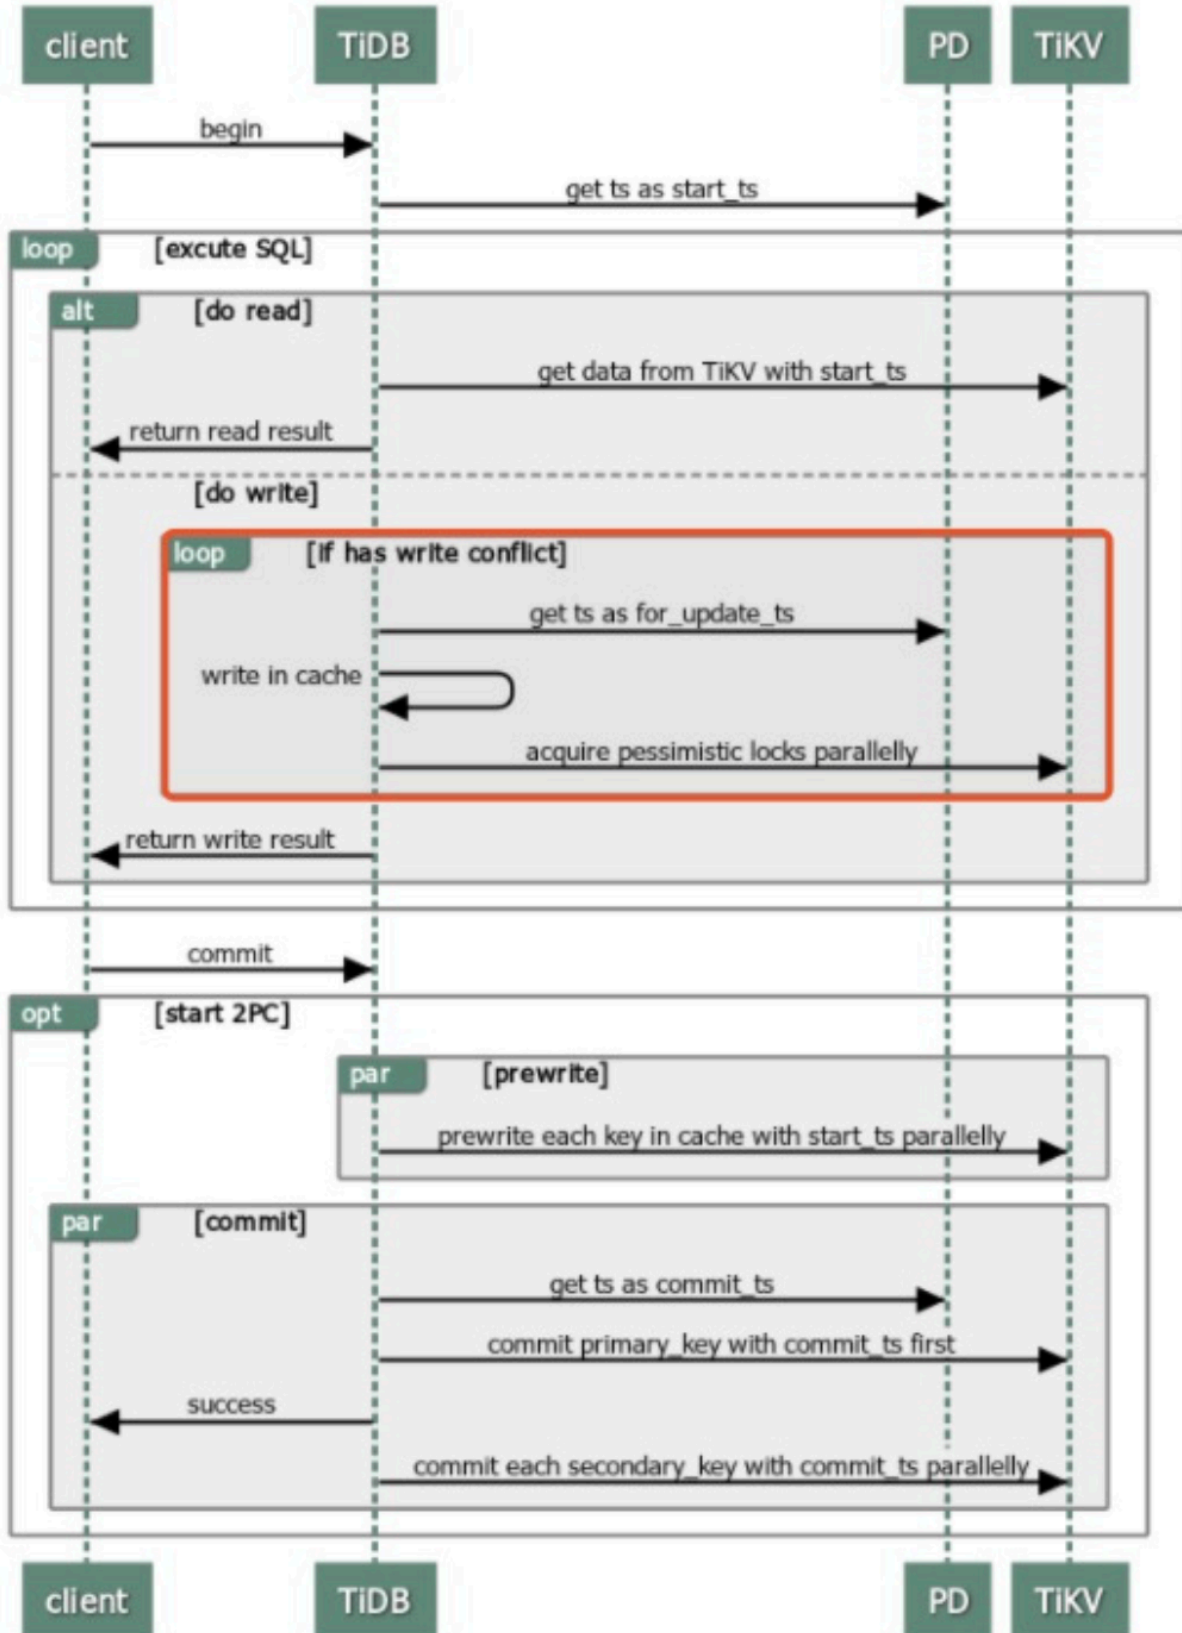 client TiDB PD TiKV
begin
get ts as start_ts
loop [excute SQL]
alt [do read]
get data from TiKV with start_ts
return read result
[do write]
loop [if has write conflict]
get ts as for_update_ts
write in cache
acquire pessimistic locks parallelly
return write result
commit
opt [start 2PC]
par [prewrite]
prewrite each key in cache with start_ts parallelly
par [commit]
get ts as commit_ts
commit primary_key with commit_ts first
success
commit each secondary_key with commit_ts parallelly
client TiDB PD TiKV